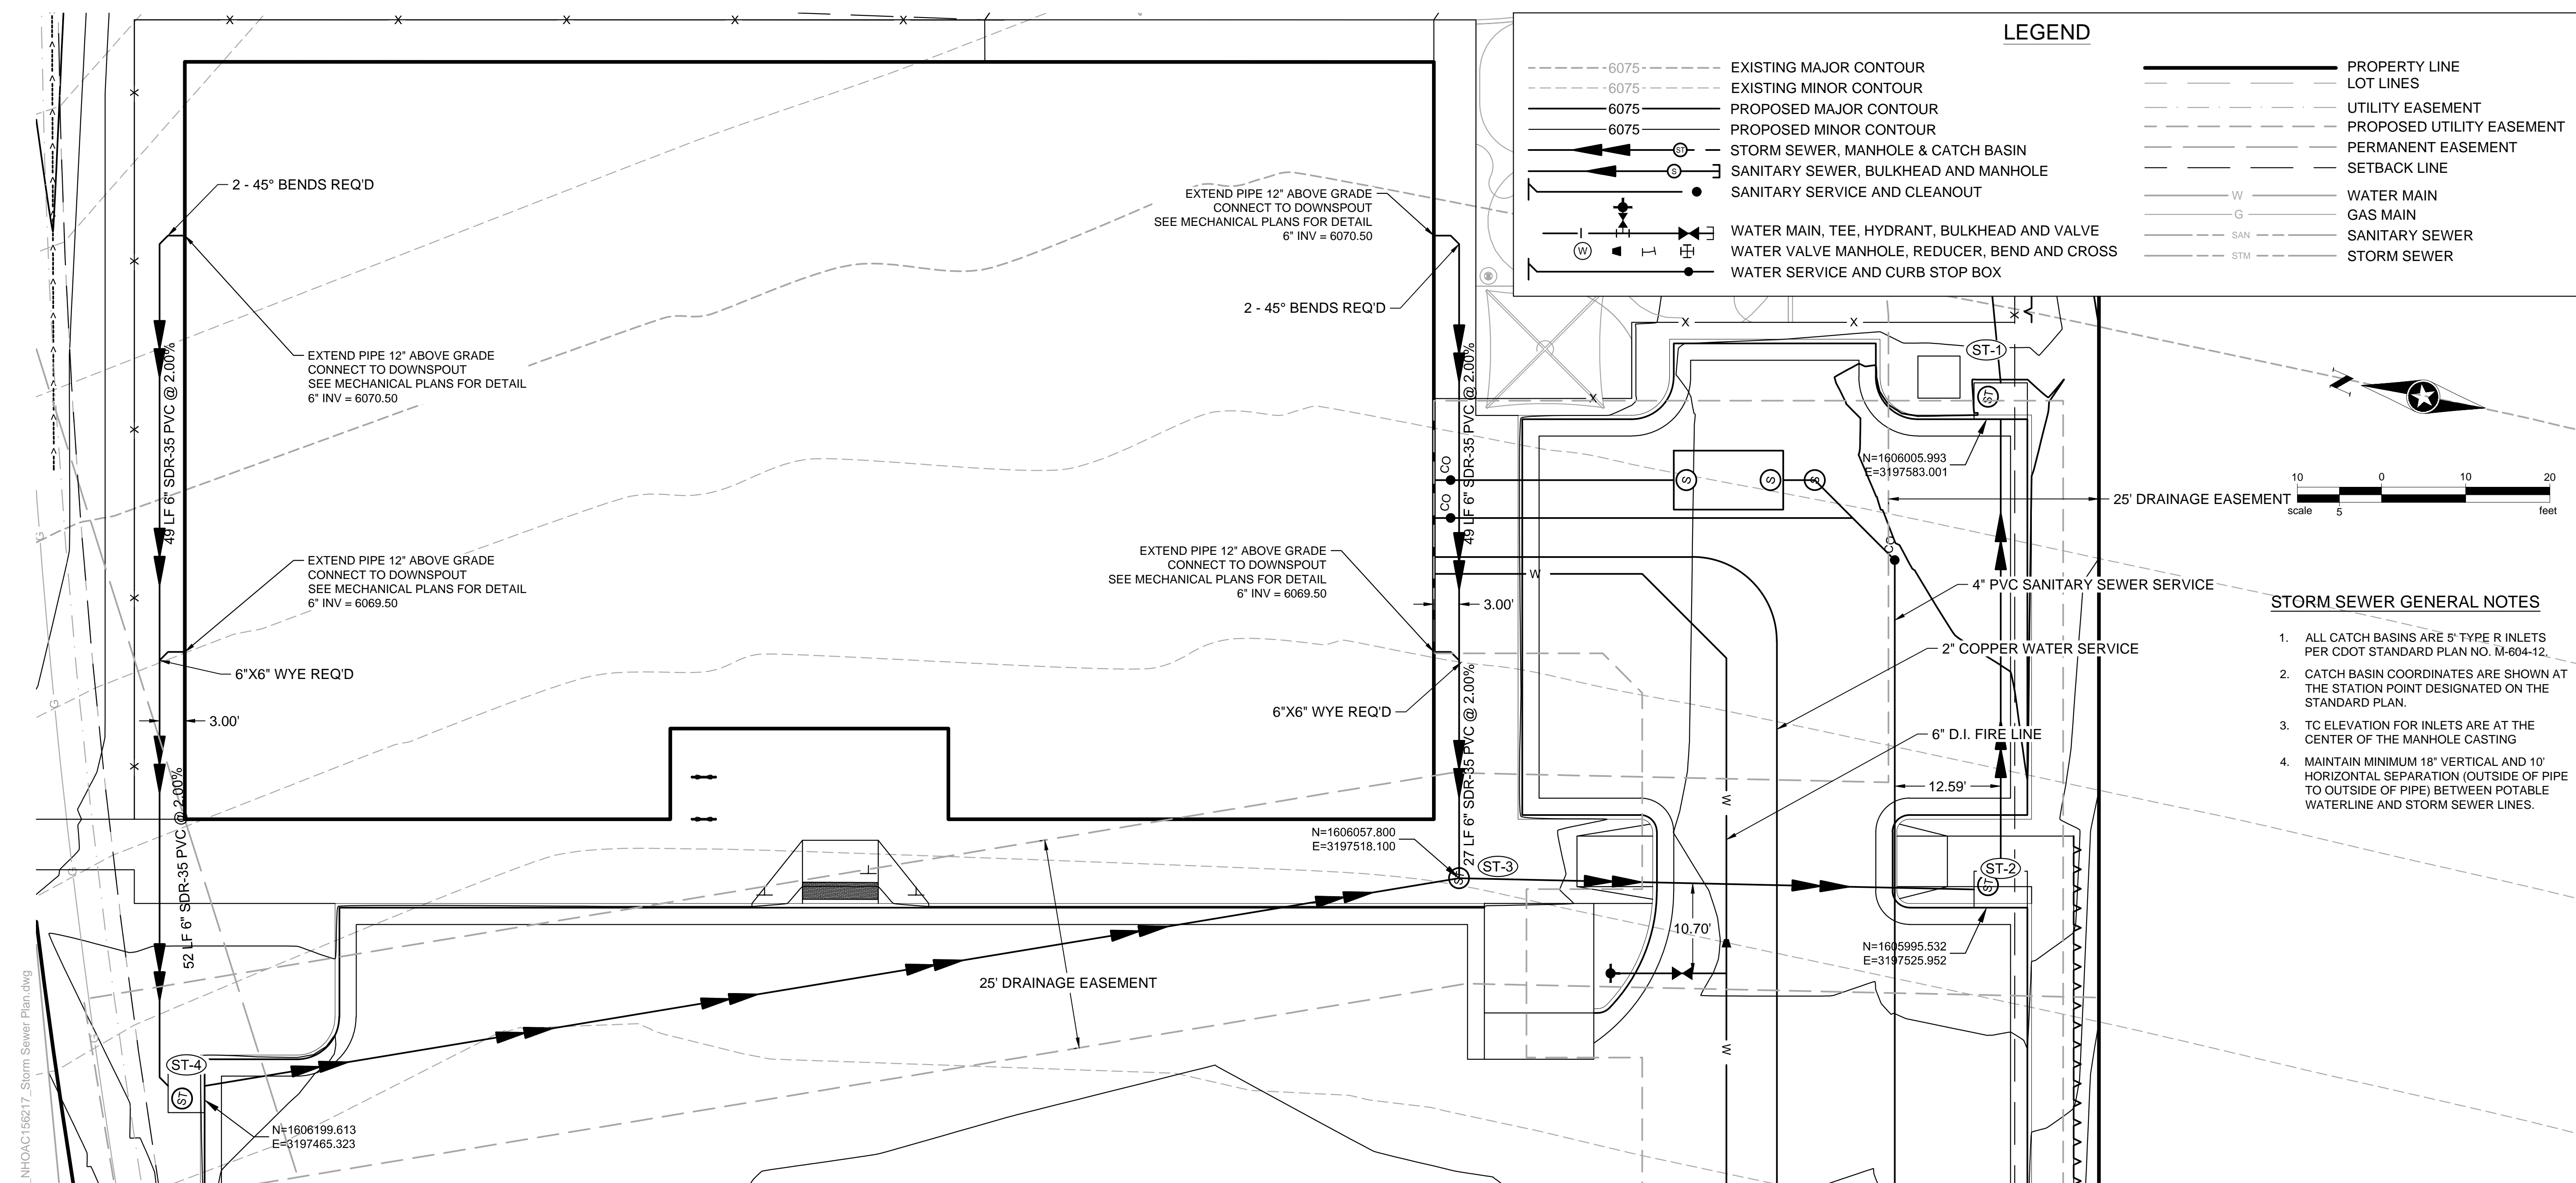 LEGEND
6075
EXISTING MAJOR CONTOUR
6075
EXISTING MINOR CONTOUR
6075
PROPOSED MAJOR CONTOUR
6075
PROPOSED MINOR CONTOUR
ST
STORM SEWER, MANHOLE & CATCH BASIN
S
SANITARY SEWER, BULKHEAD AND MANHOLE
SANITARY SERVICE AND CLEANOUT
WATER MAIN, TEE, HYDRANT, BULKHEAD AND VALVE
W
WATER VALVE MANHOLE, REDUCER, BEND AND CROSS
WATER SERVICE AND CURB STOP BOX
PROPERTY LINE
LOT LINES
UTILITY EASEMENT
PROPOSED UTILITY EASEMENT
PERMANENT EASEMENT
SETBACK LINE
W
WATER MAIN
G
GAS MAIN
SAN
SANITARY SEWER
STM
STORM SEWER
2 - 45° BENDS REQ'D
EXTEND PIPE 12" ABOVE GRADE
CONNECT TO DOWNSPOUT
SEE MECHANICAL PLANS FOR DETAIL
6" INV = 6070.50
49 LF 6" SDR-35 PVC @ 2.00%
EXTEND PIPE 12" ABOVE GRADE
CONNECT TO DOWNSPOUT
SEE MECHANICAL PLANS FOR DETAIL
6" INV = 6069.50
6"X6" WYE REQ'D
3.00'
52 LF 6" SDR-35 PVC @ 2.00%
ST-4
ST
N=1606199.613
E=3197465.323
EXTEND PIPE 12" ABOVE GRADE
CONNECT TO DOWNSPOUT
SEE MECHANICAL PLANS FOR DETAIL
6" INV = 6070.50
2 - 45° BENDS REQ'D
49 LF 6" SDR-35 PVC @ 2.00%
CO
CO
EXTEND PIPE 12" ABOVE GRADE
CONNECT TO DOWNSPOUT
SEE MECHANICAL PLANS FOR DETAIL
6" INV = 6069.50
3.00'
6"X6" WYE REQ'D
27 LF 6" SDR-35 PVC @ 2.00%
N=1606057.800
E=3197518.100
ST-3
ST
25' DRAINAGE EASEMENT
ST-1
ST
N=1606005.993
E=3197583.001
S
S
S
CO
W
25' DRAINAGE EASEMENT
4" PVC SANITARY SEWER SERVICE
2" COPPER WATER SERVICE
6" D.I. FIRE LINE
12.59'
W
ST-2
ST
10.70'
N=1605995.532
E=3197525.952
W
N
10 0 10 20
scale 5 feet
STORM SEWER GENERAL NOTES
1. ALL CATCH BASINS ARE 5' TYPE R INLETS
PER CDOT STANDARD PLAN NO. M-604-12.
2. CATCH BASIN COORDINATES ARE SHOWN AT
THE STATION POINT DESIGNATED ON THE
STANDARD PLAN.
3. TC ELEVATION FOR INLETS ARE AT THE
CENTER OF THE MANHOLE CASTING
4. MAINTAIN MINIMUM 18" VERTICAL AND 10'
HORIZONTAL SEPARATION (OUTSIDE OF PIPE
TO OUTSIDE OF PIPE) BETWEEN POTABLE
WATERLINE AND STORM SEWER LINES.
G
G
G
G
X X X X X
X
X
X
X
X
X X X
X
_NHOAC156217_Storm Sewer Plan.dwg